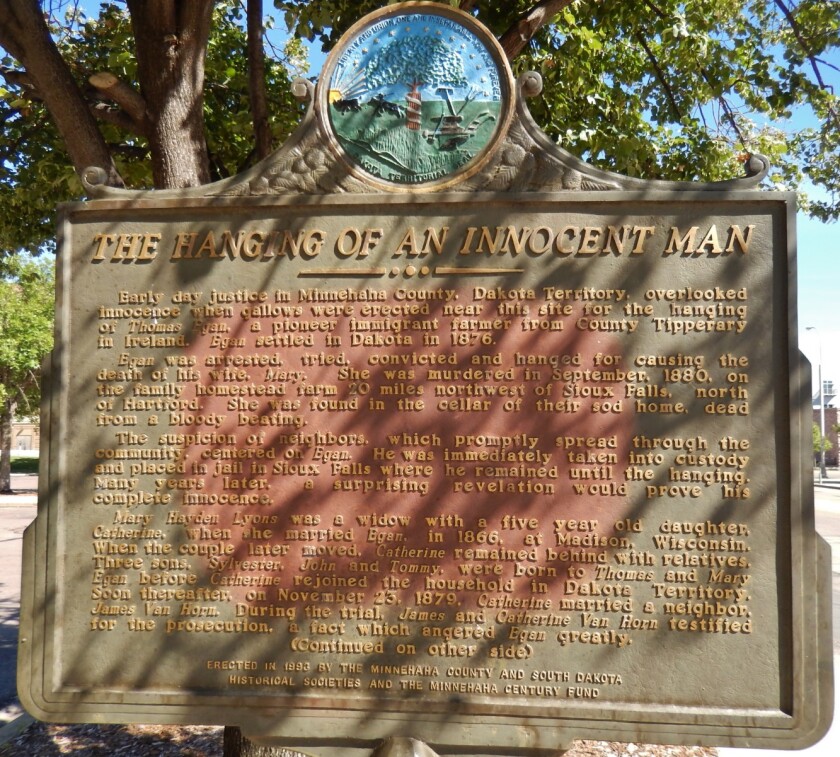 LIBERTY AND UNION, ONE AND INSEPARABLE, NOW AND FOREVER
TERRITORIAL
THE HANGING OF AN INNOCENT MAN
Early day justice in Minnehaha County, Dakota Territory, overlooked
innocence when gallows were erected near this site for the hanging
of Thomas Egan, a pioneer immigrant farmer from County Tipperary
in Ireland. Egan settled in Dakota in 1876.
Egan was arrested, tried, convicted and hanged for causing the
death of his wife, Mary. She was murdered in September, 1880, on
the family homestead farm 20 miles northwest of Sioux Falls, north
of Hartford. She was found in the cellar of their sod home, dead
from a bloody beating.
The suspicion of neighbors, which promptly spread through the
community, centered on Egan. He was immediately taken into custody
and placed in jail in Sioux Falls where he remained until the hanging.
Many years later, a surprising revelation would prove his
complete innocence.
Mary Hayden Lyons was a widow with a five year old daughter,
Catherine, when she married Egan, in 1866, at Madison, Wisconsin.
When the couple later moved, Catherine remained behind with relatives.
Three sons, Sylvester, John and Tommy, were born to Thomas and Mary
Egan before Catherine rejoined the household in Dakota Territory.
Soon thereafter, on November 23, 1879, Catherine married a neighbor,
James Van Horn. During the trial, James and Catherine Van Horn testified
for the prosecution, a fact which angered Egan greatly.
(Continued on other side)
ERECTED IN 1993 BY THE MINNEHAHA COUNTY AND SOUTH DAKOTA
HISTORICAL SOCIETIES AND THE MINNEHAHA CENTURY FUND